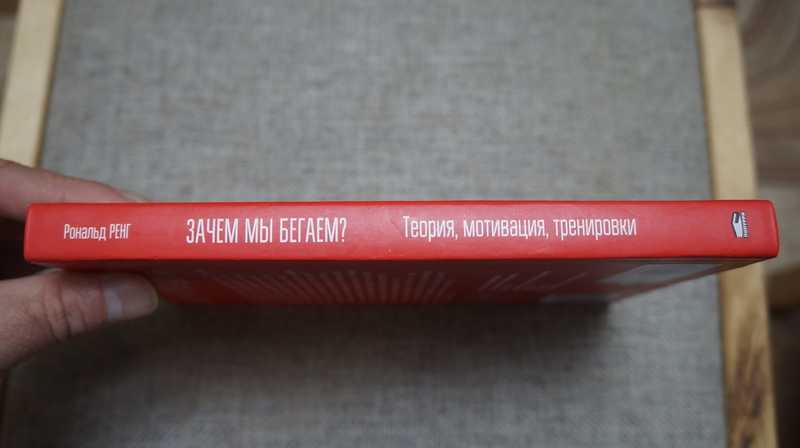 Рональд РЕНГ ЗАЧЕМ МЫ БЕГАЕМ? Теория, мотивация, тренировки